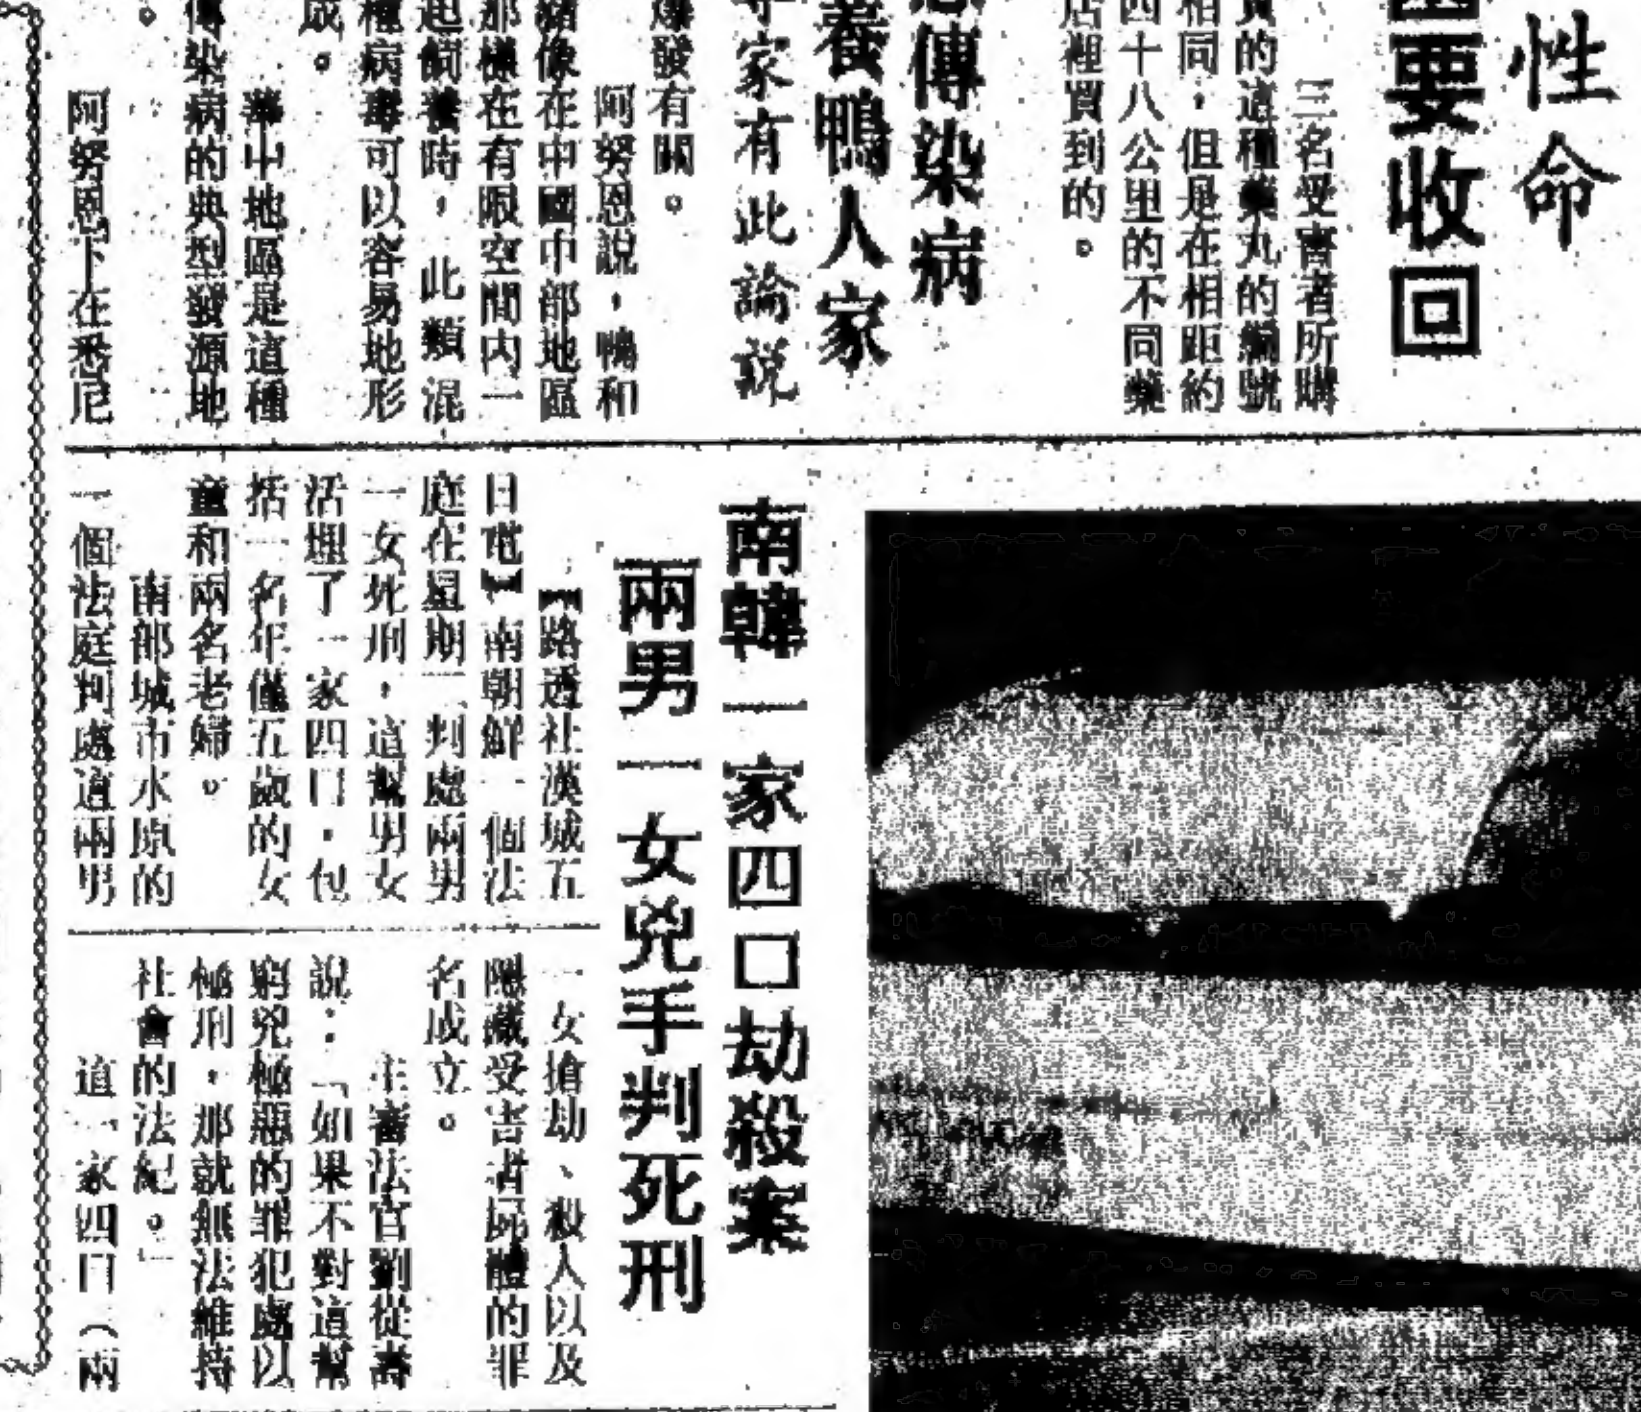 性命
要收回
三名受害者所購
買的這種藥丸的編號
相同，但是在相距約
四十八公里的不同藥
店裡買到的。
傳染病
養鴨人家
專家有此論說
爆發有關。
阿努恩說，鴨和
豬像在中國中部地區
那樣在有限空間內一
起飼養時，此類混
種病毒可以容易地形
成。
華中地區是這種
傳染病的典型發源地
。
阿努恩下在悉尼
南韓一家四口劫殺案
兩男一女兇手判死刑
【路透社漢城五
日電】南朝鮮一個法
庭在星期二判處兩男
一女死刑，這幫男女
活埋了一家四口，包
括一名年僅五歲的女
童和兩名老婦。
南部城市水原的
一個法庭判處這兩男
一女搶劫、殺人以及
隱藏受害者屍體的罪
名成立。
主審法官劉從壽
說：「如果不對這幫
窮兇極惡的罪犯處以
極刑，那就無法維持
社會的法紀。」
這一家四口（兩